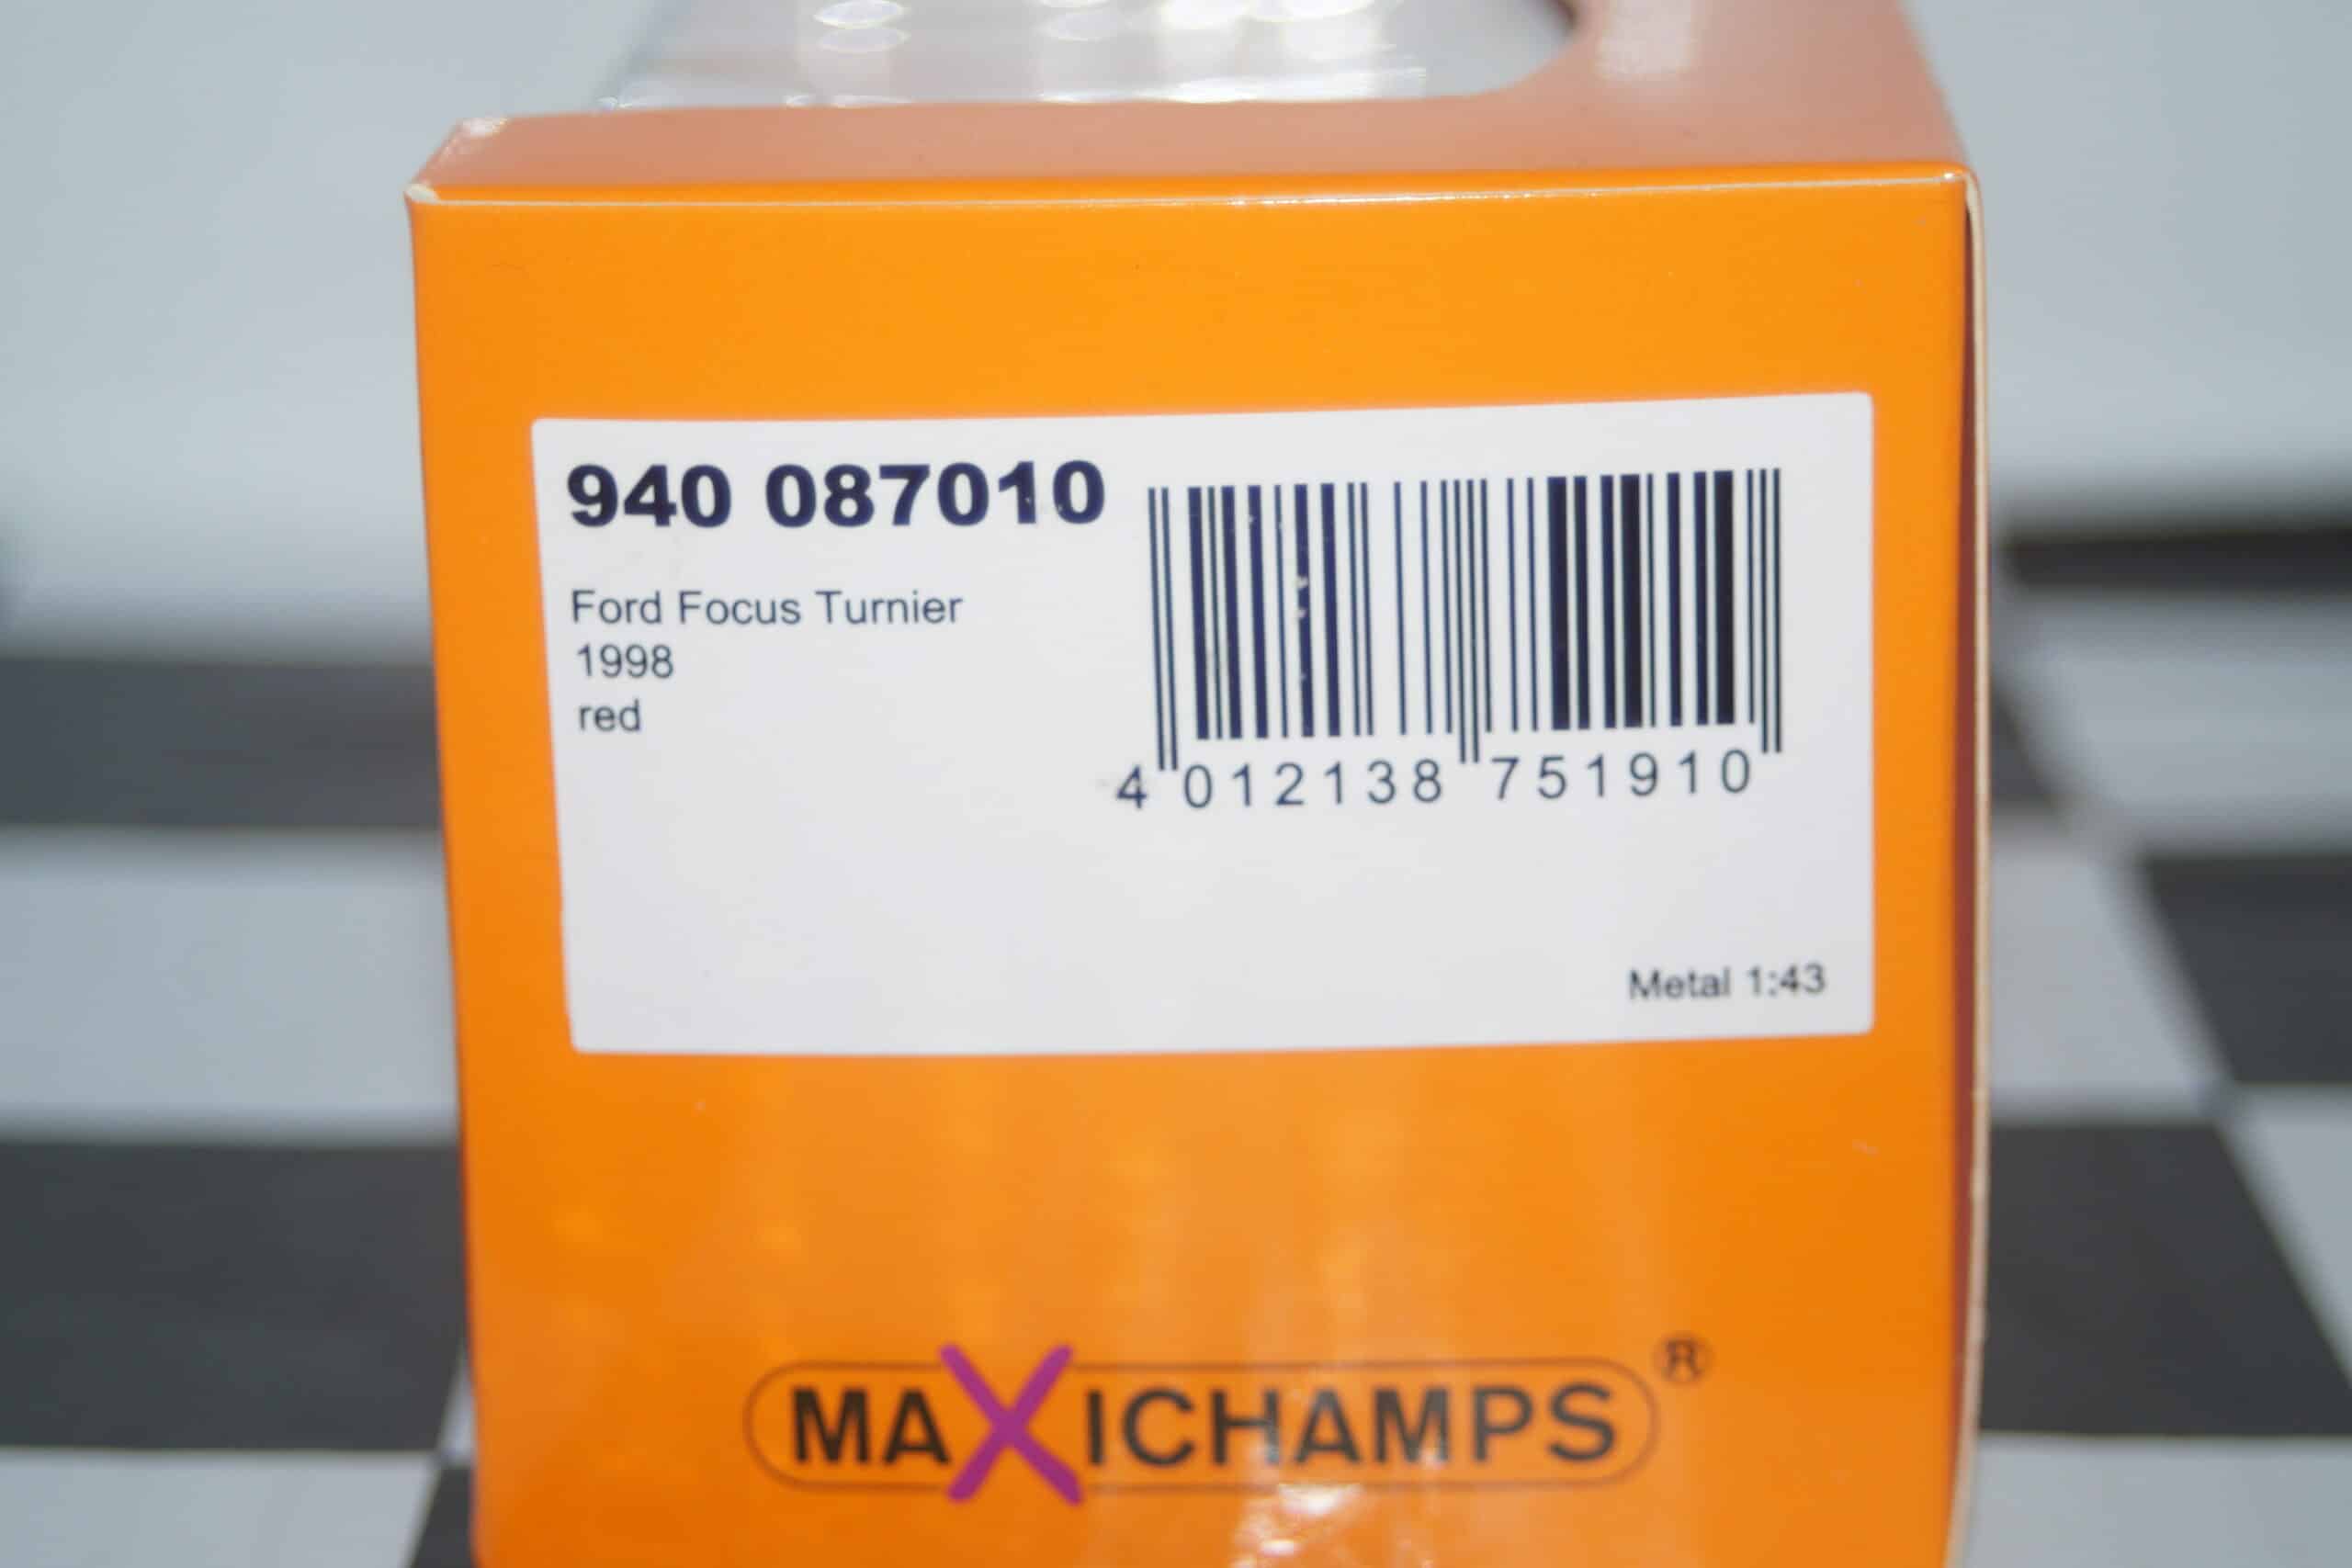 940 087010
Ford Focus Turnier
1998
red
4 012138 751910
Metal 1:43
MAXICHAMPS®